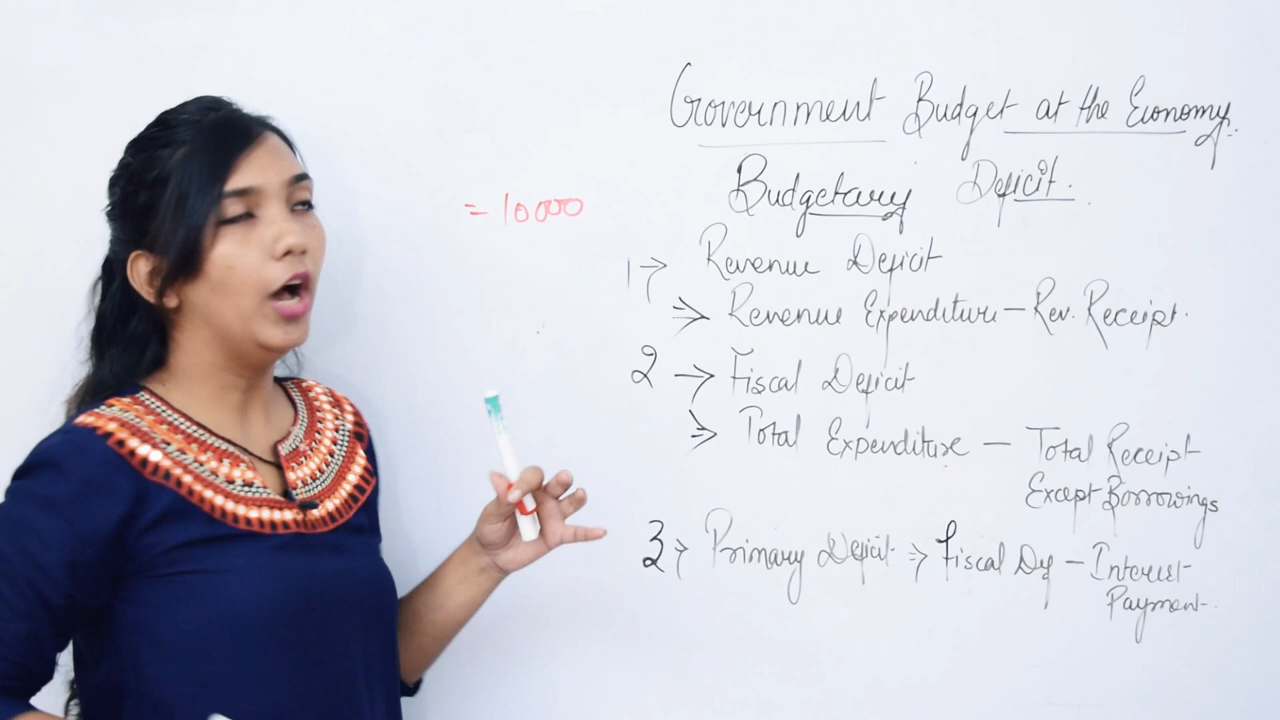 Government Budget at the Economy.
Budgetary Deficit.
= 10000
1→ Revenue Deficit
⇒ Revenue Expenditure – Rev. Receipt.
2 → Fiscal Deficit
⇒ Total Expenditure – Total Receipt
Except Borrowings
3 → Primary Deficit ⇒ Fiscal Def – Interest
Payment.